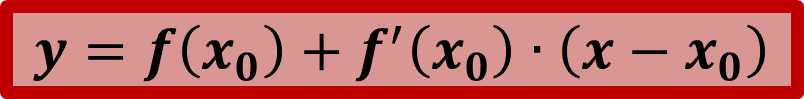 y = f(x₀) + f′(x₀) · (x − x₀)